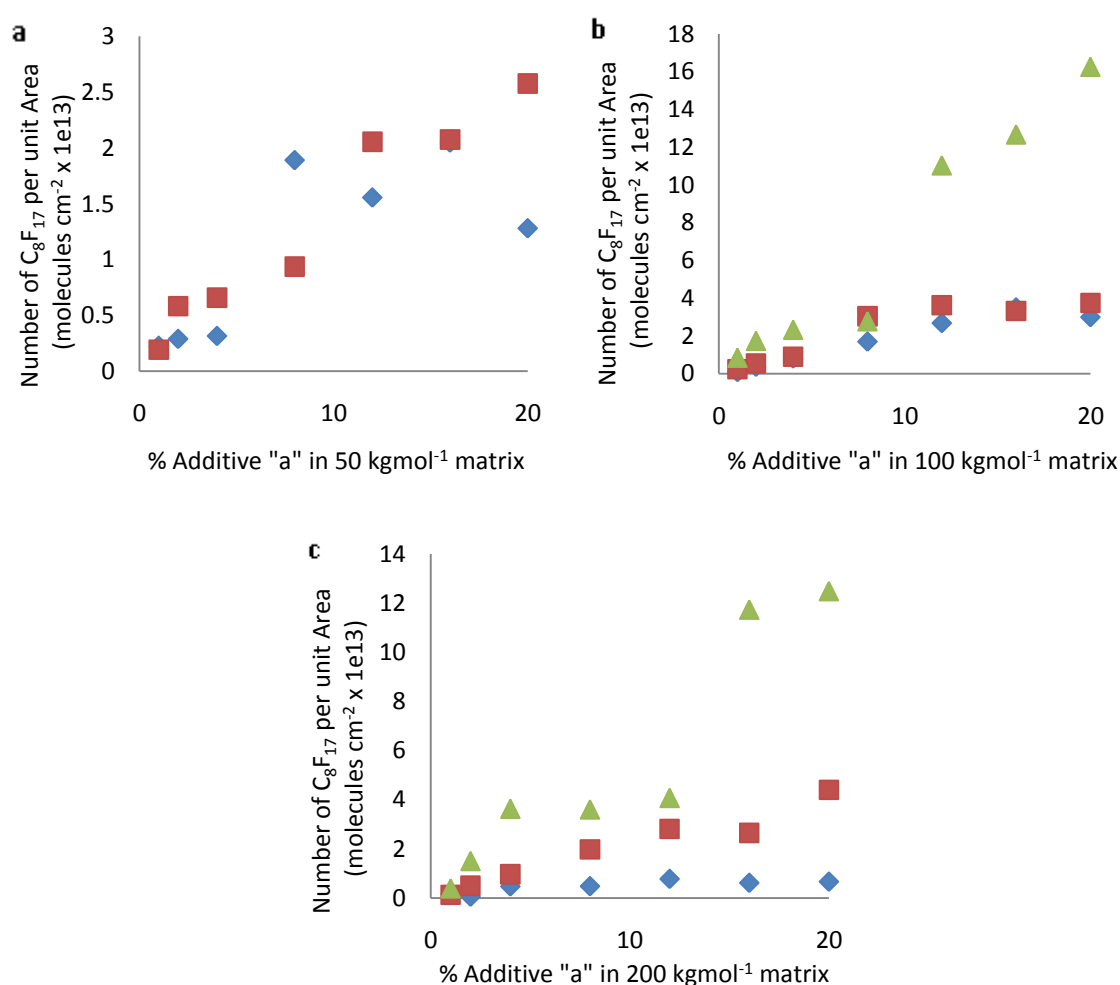 a
Number of C₈F₁₇ per unit Area
(molecules cm⁻² x 1e13)
3
2.5
2
1.5
1
0.5
0
0
10
20
% Additive "a" in 50 kgmol⁻¹ matrix
b
Number of C₈F₁₇ per unit Area
(molecules cm⁻² x 1e13)
18
16
14
12
10
8
6
4
2
0
0
10
20
% Additive "a" in 100 kgmol⁻¹ matrix
c
Number of C₈F₁₇ per unit Area
(molecules cm⁻² x 1e13)
14
12
10
8
6
4
2
0
0
10
20
% Additive "a" in 200 kgmol⁻¹ matrix